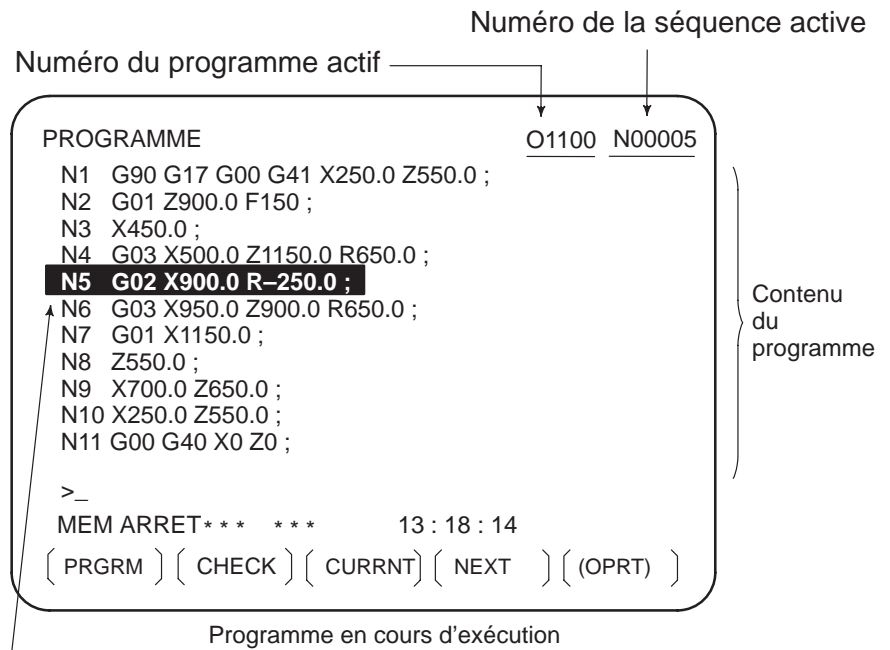 Numéro de la séquence active
Numéro du programme actif
PROGRAMME O1100 N00005
N1 G90 G17 G00 G41 X250.0 Z550.0 ;
N2 G01 Z900.0 F150 ;
N3 X450.0 ;
N4 G03 X500.0 Z1150.0 R650.0 ;
N5 G02 X900.0 R–250.0 ;
N6 G03 X950.0 Z900.0 R650.0 ;
N7 G01 X1150.0 ;
N8 Z550.0 ;
N9 X700.0 Z650.0 ;
N10 X250.0 Z550.0 ;
N11 G00 G40 X0 Z0 ;
Contenu
du
programme
>_
MEM ARRET * * * * * * 13 : 18 : 14
[ PRGRM ] [ CHECK ] [ CURRNT] [ NEXT ] [ (OPRT) ]
Programme en cours d'exécution